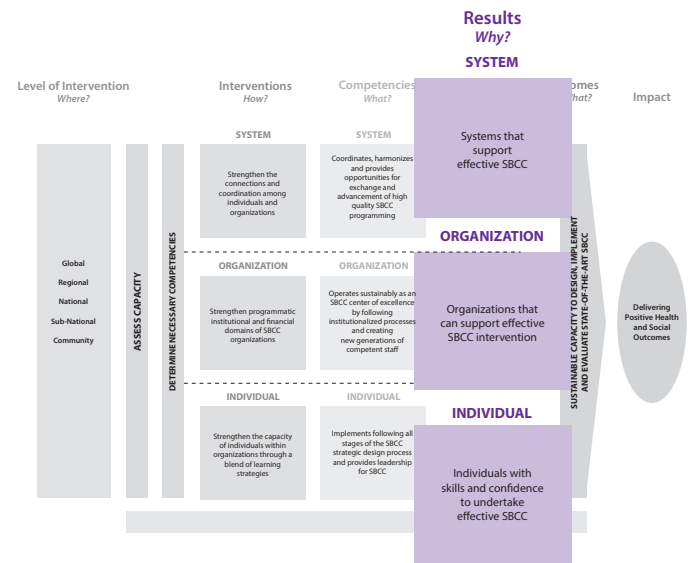 Results
Why?
SYSTEM
Level of Intervention
Where?
Interventions
How?
Competencies
What?
Impact
SYSTEM
SYSTEM
Strengthen the
connections and
coordination among
individuals and
organizations
Coordinates, harmonizes
and provides
opportunities for
exchange and
advancement of high
quality SBCC
programming
Systems that
support
effective SBCC
Global
Regional
National
Sub-National
Community
ASSESS CAPACITY
DETERMINE NECESSARY COMPETENCIES
ORGANIZATION
ORGANIZATION
ORGANIZATION
Strengthen programmatic
institutional and financial
domains of SBCC
organizations
Operates sustainably as an
SBCC center of excellence
by following
institutionalized processes
and creating
new generations of
competent staff
Organizations that
can support effective
SBCC intervention
SUSTAINABLE CAPACITY TO DESIGN, IMPLEMENT
AND EVALUATE STATE-OF-THE-ART SBCC
Delivering
Positive Health
and Social
Outcomes
INDIVIDUAL
INDIVIDUAL
INDIVIDUAL
Strengthen the capacity
of individuals within
organizations through a
blend of learning
strategies
Implements following all
stages of the SBCC
strategic design process
and provides leadership
for SBCC
Individuals with
skills and confidence
to undertake
effective SBCC